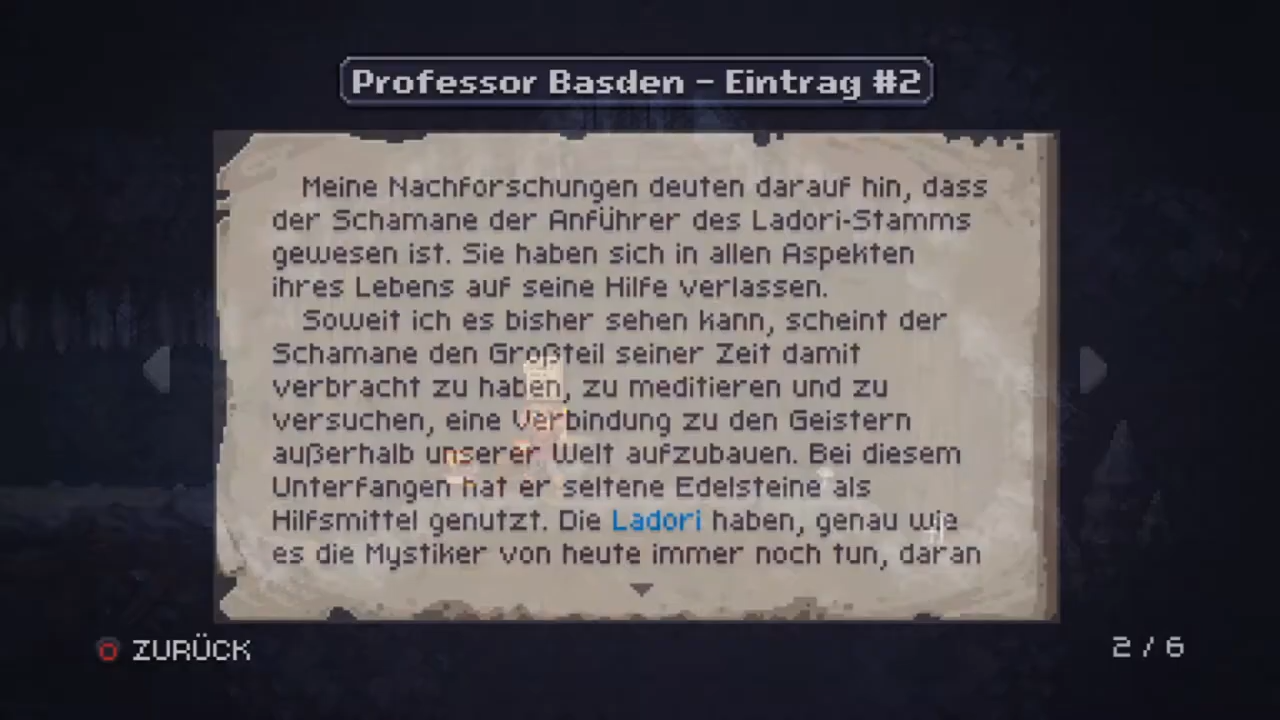 Professor Basden – Eintrag #2
Meine Nachforschungen deuten darauf hin, dass
der Schamane der Anführer des Ladori-Stamms
gewesen ist. Sie haben sich in allen Aspekten
ihres Lebens auf seine Hilfe verlassen.
Soweit ich es bisher sehen kann, scheint der
Schamane den Großteil seiner Zeit damit
verbracht zu haben, zu meditieren und zu
versuchen, eine Verbindung zu den Geistern
außerhalb unserer Welt aufzubauen. Bei diesem
Unterfangen hat er seltene Edelsteine als
Hilfsmittel genutzt. Die Ladori haben, genau wie
es die Mystiker von heute immer noch tun, daran
ZURÜCK
2 / 6